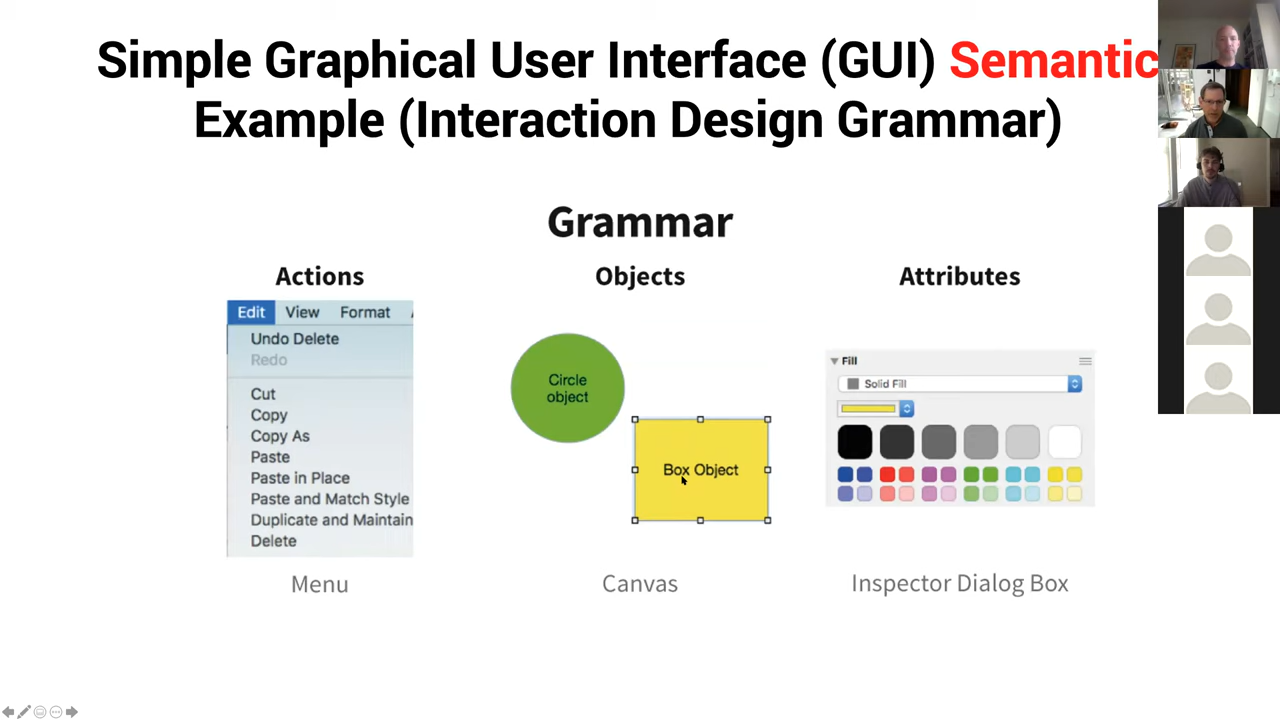 Simple Graphical User Interface (GUI) Semantic
Example (Interaction Design Grammar)
Grammar
Actions
Edit View Format
Undo Delete
Redo
Cut
Copy
Copy As
Paste
Paste in Place
Paste and Match Style
Duplicate and Maintain
Delete
Menu
Objects
Circle
object
Box Object
Canvas
Attributes
Fill
Solid Fill
Inspector Dialog Box